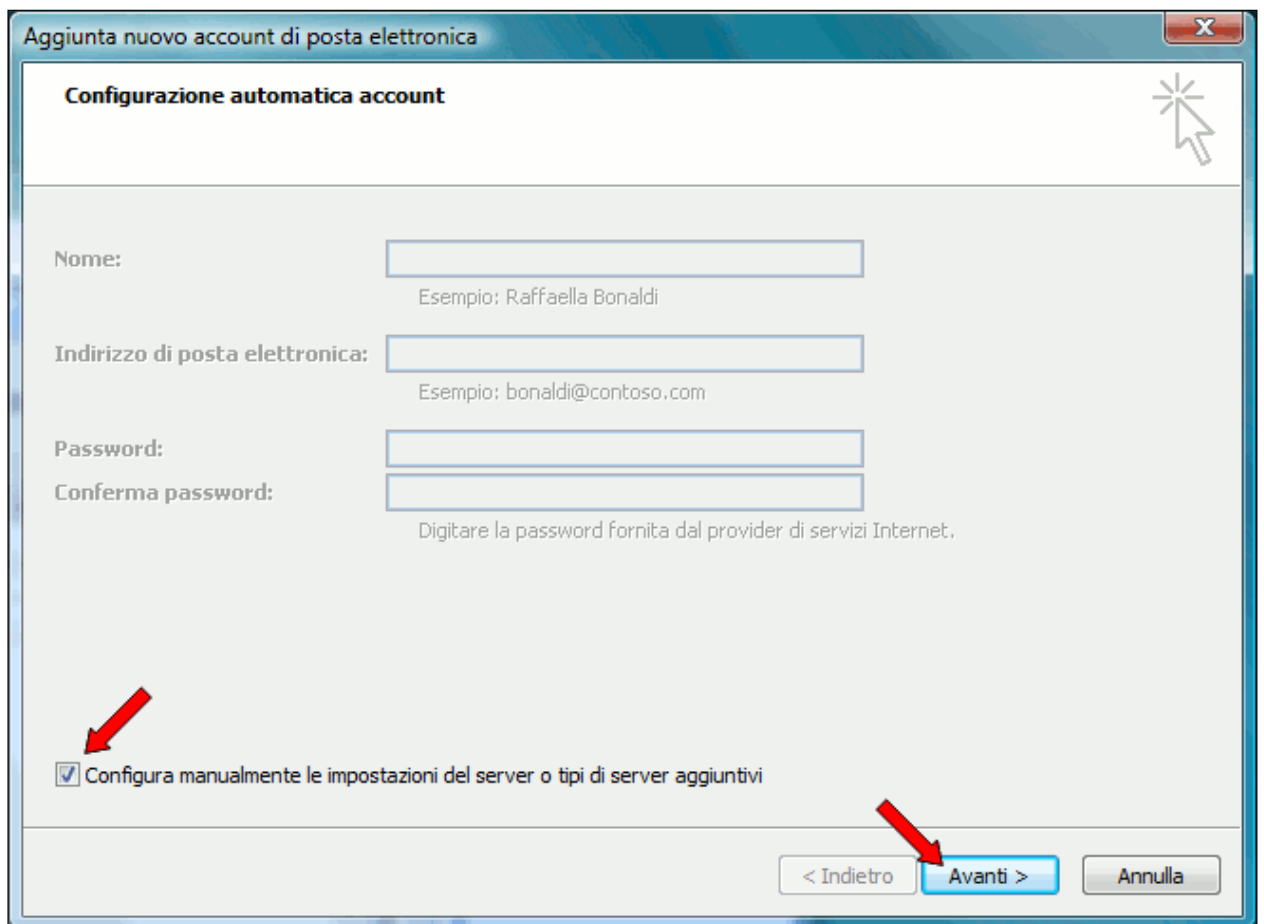 Aggiunta nuovo account di posta elettronica
X
Configurazione automatica account
Nome:
Esempio: Raffaella Bonaldi
Indirizzo di posta elettronica:
Esempio: bonaldi@contoso.com
Password:
Conferma password:
Digitare la password fornita dal provider di servizi Internet.
Configura manualmente le impostazioni del server o tipi di server aggiuntivi
< Indietro
Avanti >
Annulla